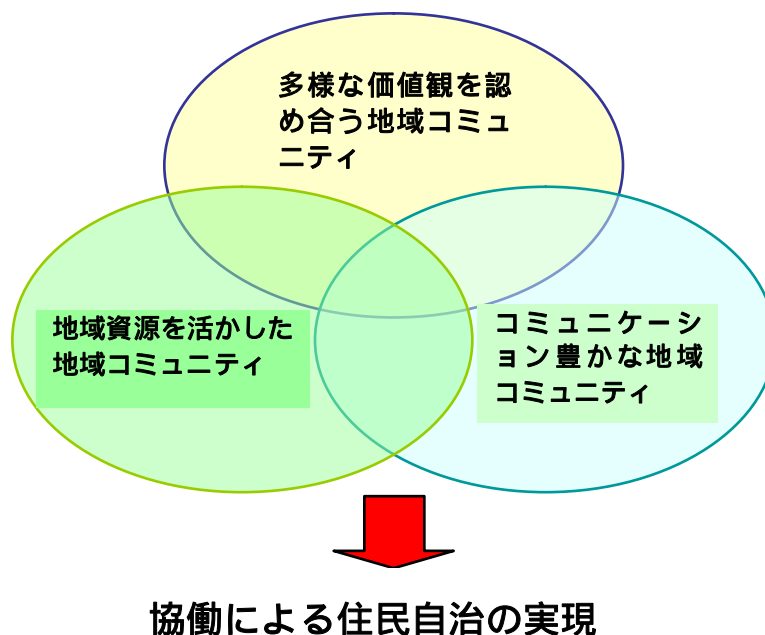 多様な価値観を認
め合う地域コミュ
ニティ
地域資源を活かした
地域コミュニティ
コミュニケーシ
ョン豊かな地域
コミュニティ
協働による住民自治の実現